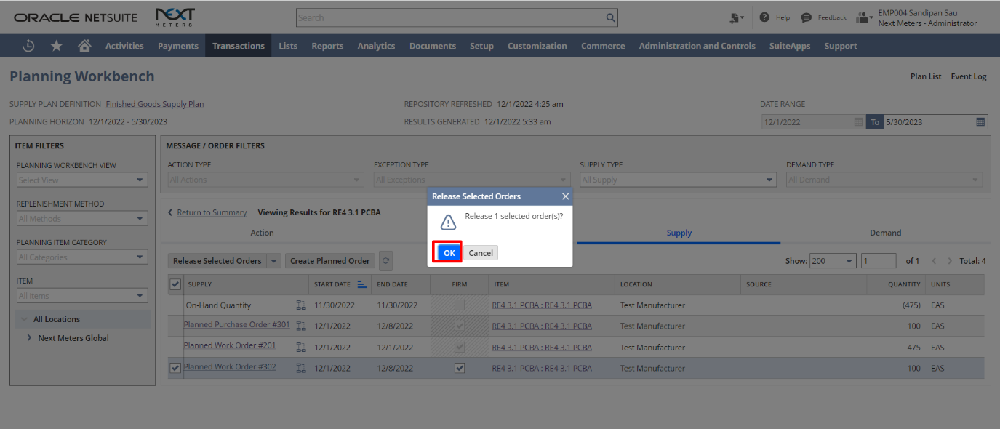 ORACLE NETSUITE NEXT METERS Search Help Feedback EMP004 Sandipan Sau
Next Meters - Administrator
Activities Payments Transactions Lists Reports Analytics Documents Setup Customization Commerce Administration and Controls SuiteApps Support
Planning Workbench Plan List Event Log
SUPPLY PLAN DEFINITION Finished Goods Supply Plan REPOSITORY REFRESHED 12/1/2022 4:25 am DATE RANGE
PLANNING HORIZON 12/1/2022 - 5/30/2023 RESULTS GENERATED 12/1/2022 5:33 am 12/1/2022 To 5/30/2023
ITEM FILTERS
PLANNING WORKBENCH VIEW
Select View
REPLENISHMENT METHOD
All Methods
PLANNING ITEM CATEGORY
All Categories
ITEM
All items
All Locations
Next Meters Global
MESSAGE / ORDER FILTERS
ACTION TYPE EXCEPTION TYPE SUPPLY TYPE DEMAND TYPE
All Actions All Exceptions All Supply All Demand
Release Selected Orders
Release 1 selected order(s)?
OK Cancel
Return to Summary Viewing Results for RE4 3.1 PCBA
Action Supply Demand
Release Selected Orders Create Planned Order Show: 200 1 of 1 Total: 4
SUPPLY START DATE END DATE FIRM ITEM LOCATION SOURCE QUANTITY UNITS
On-Hand Quantity 11/30/2022 11/30/2022 RE4 3.1 PCBA : RE4 3.1 PCBA Test Manufacturer (475) EAS
Planned Purchase Order #301 12/1/2022 12/8/2022 RE4 3.1 PCBA : RE4 3.1 PCBA Test Manufacturer 100 EAS
Planned Work Order #201 12/1/2022 12/1/2022 RE4 3.1 PCBA : RE4 3.1 PCBA Test Manufacturer 475 EAS
Planned Work Order #302 12/1/2022 12/8/2022 RE4 3.1 PCBA : RE4 3.1 PCBA Test Manufacturer 100 EAS